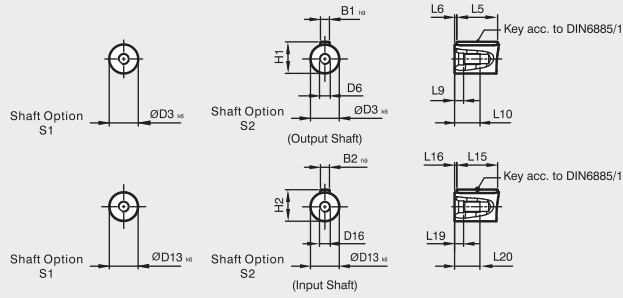 B1 h9
L6 L5
Key acc. to DIN6885/1
H1
D6
L9
Shaft Option
S1
ØD3 k6
Shaft Option
S2
ØD3 k6
L10
(Output Shaft)
B2 h9
L16 L15
Key acc. to DIN6885/1
H2
D16
L19
Shaft Option
S1
ØD13 k6
Shaft Option
S2
ØD13 k6
L20
(Input Shaft)